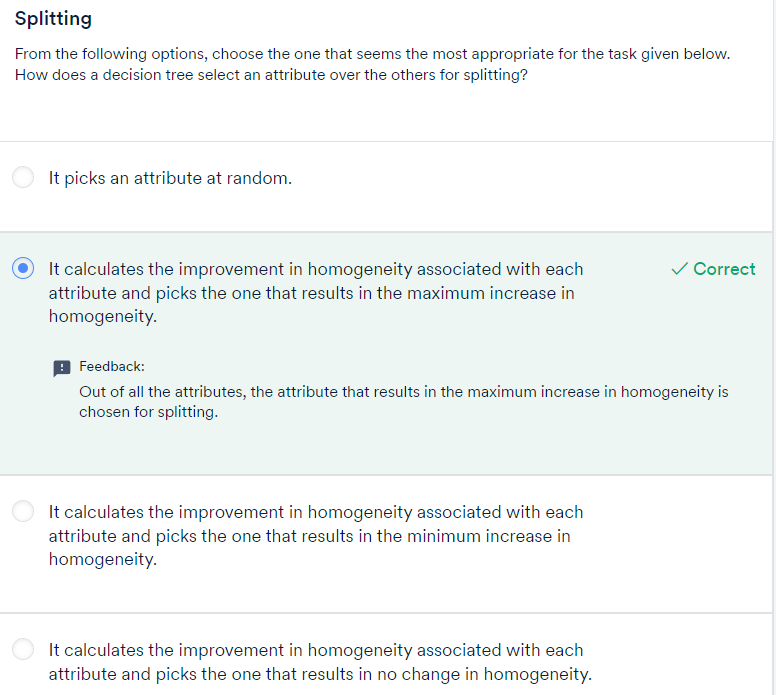 Splitting
From the following options, choose the one that seems the most appropriate for the task given below.
How does a decision tree select an attribute over the others for splitting?
It picks an attribute at random.
It calculates the improvement in homogeneity associated with each
attribute and picks the one that results in the maximum increase in
homogeneity.
Correct
Feedback:
Out of all the attributes, the attribute that results in the maximum increase in homogeneity is
chosen for splitting.
It calculates the improvement in homogeneity associated with each
attribute and picks the one that results in the minimum increase in
homogeneity.
It calculates the improvement in homogeneity associated with each
attribute and picks the one that results in no change in homogeneity.